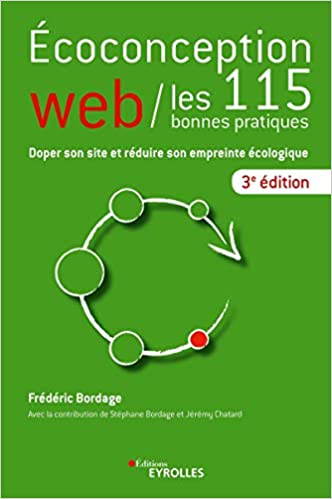 Écoconception
web / les 115
bonnes pratiques
Doper son site et réduire son empreinte écologique
3e édition
Frédéric Bordage
Avec la contribution de Stéphane Bordage et Jérémy Chatard
Éditions
EYROLLES